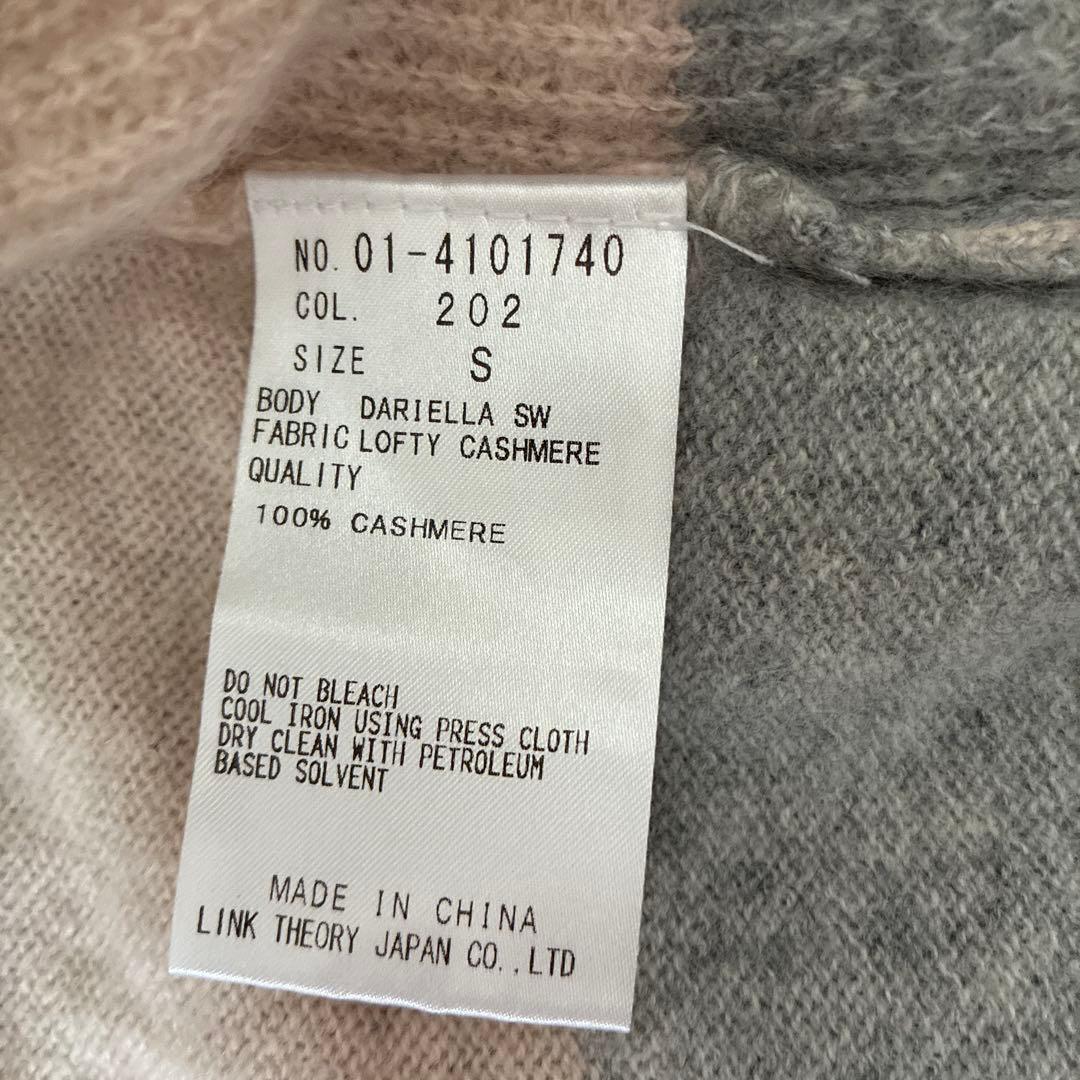 NO. 01-4101740
COL. 202
SIZE S
BODY DARIELLA SW
FABRIC LOFTY CASHMERE
QUALITY
100% CASHMERE
DO NOT BLEACH
COOL IRON USING PRESS CLOTH
DRY CLEAN WITH PETROLEUM
BASED SOLVENT
MADE IN CHINA
LINK THEORY JAPAN CO.,LTD